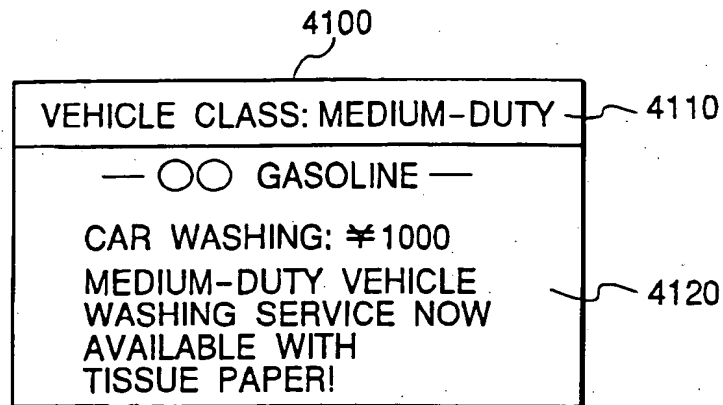 4100
VEHICLE CLASS: MEDIUM-DUTY 4110
— ○○ GASOLINE —
CAR WASHING: ¥1000
MEDIUM-DUTY VEHICLE
WASHING SERVICE NOW 4120
AVAILABLE WITH
TISSUE PAPER!